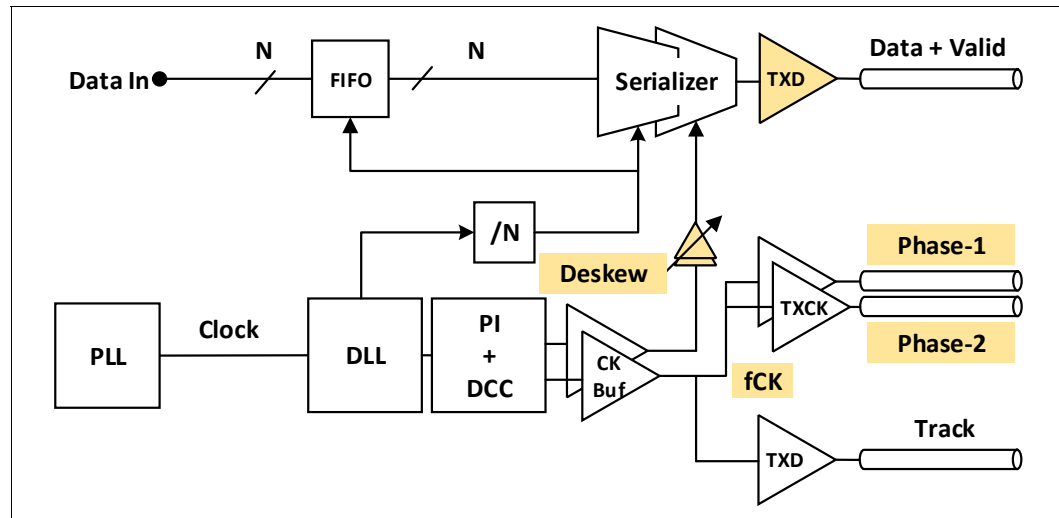 N
N
Data + Valid
Data In
FIFO
Serializer
TXD
/N
Deskew
Phase-1
TXCK
Phase-2
PLL
Clock
DLL
PI
+
DCC
CK
Buf
fCK
Track
TXD